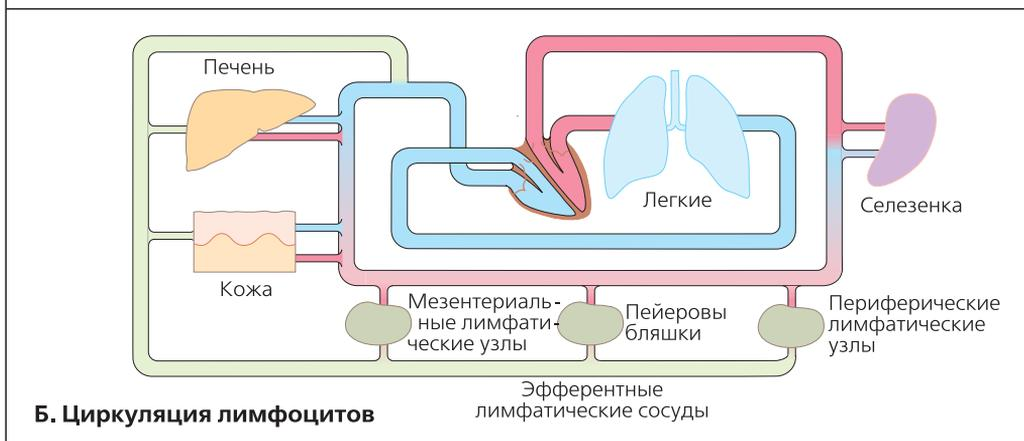 Печень
Легкие
Селезенка
Кожа
Мезентериаль-
ные лимфати-
ческие узлы
Пейеровы
бляшки
Периферические
лимфатические
узлы
Эфферентные
лимфатические сосуды
Б. Циркуляция лимфоцитов